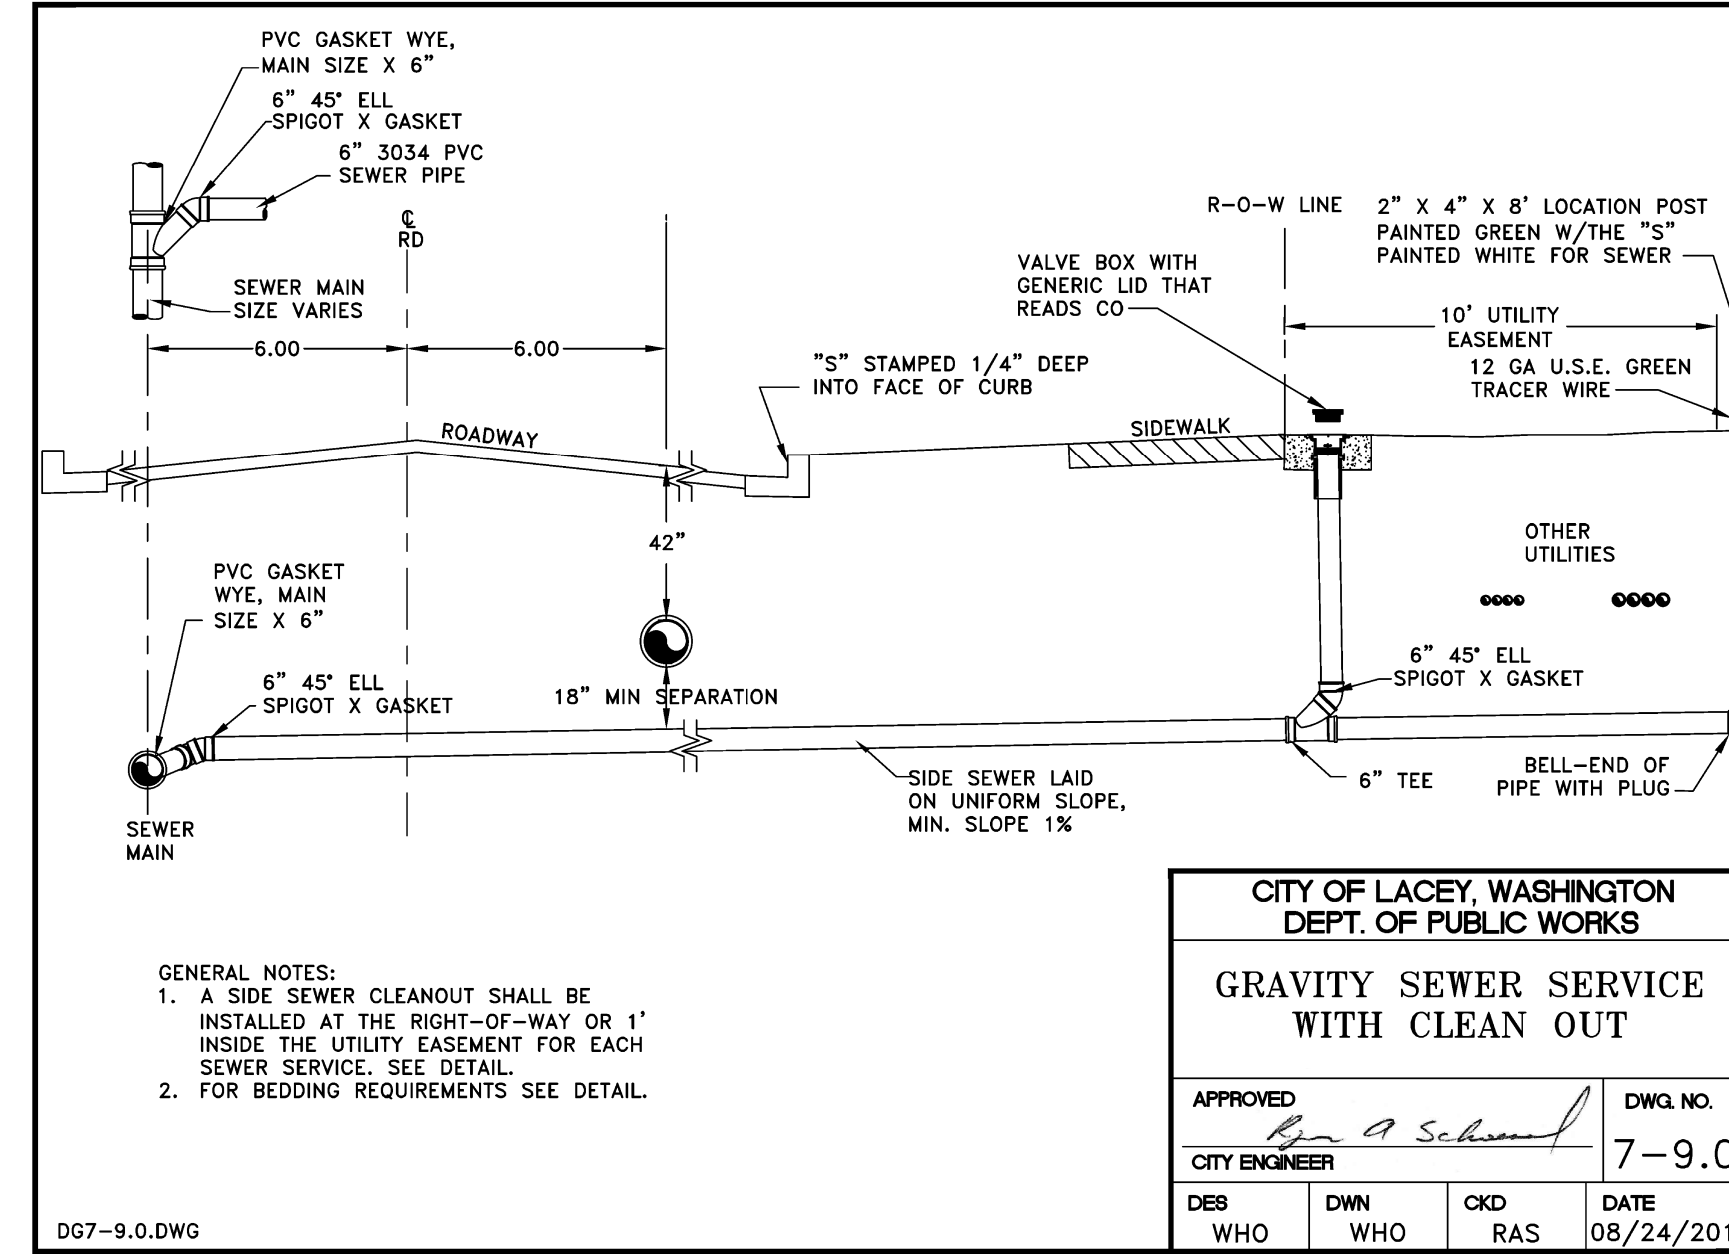 PVC GASKET WYE,
MAIN SIZE X 6"
6" 45° ELL
SPIGOT X GASKET
6" 3034 PVC
SEWER PIPE
SEWER MAIN
SIZE VARIES
℄
RD
6.00
6.00
R-O-W LINE
2" X 4" X 8' LOCATION POST
PAINTED GREEN W/THE "S"
PAINTED WHITE FOR SEWER
VALVE BOX WITH
GENERIC LID THAT
READS CO
10' UTILITY
EASEMENT
12 GA U.S.E. GREEN
TRACER WIRE
"S" STAMPED 1/4" DEEP
INTO FACE OF CURB
ROADWAY
SIDEWALK
42"
OTHER
UTILITIES
PVC GASKET
WYE, MAIN
SIZE X 6"
6" 45° ELL
SPIGOT X GASKET
18" MIN SEPARATION
6" 45° ELL
SPIGOT X GASKET
SIDE SEWER LAID
ON UNIFORM SLOPE,
MIN. SLOPE 1%
6" TEE
BELL-END OF
PIPE WITH PLUG
SEWER
MAIN
GENERAL NOTES:
1. A SIDE SEWER CLEANOUT SHALL BE
INSTALLED AT THE RIGHT-OF-WAY OR 1'
INSIDE THE UTILITY EASEMENT FOR EACH
SEWER SERVICE. SEE DETAIL.
2. FOR BEDDING REQUIREMENTS SEE DETAIL.
DG7-9.0.DWG
CITY OF LACEY, WASHINGTON
DEPT. OF PUBLIC WORKS
GRAVITY SEWER SERVICE
WITH CLEAN OUT
APPROVED
CITY ENGINEER
DWG. NO.
7-9.0
DES
WHO
DWN
WHO
CKD
RAS
DATE
08/24/201